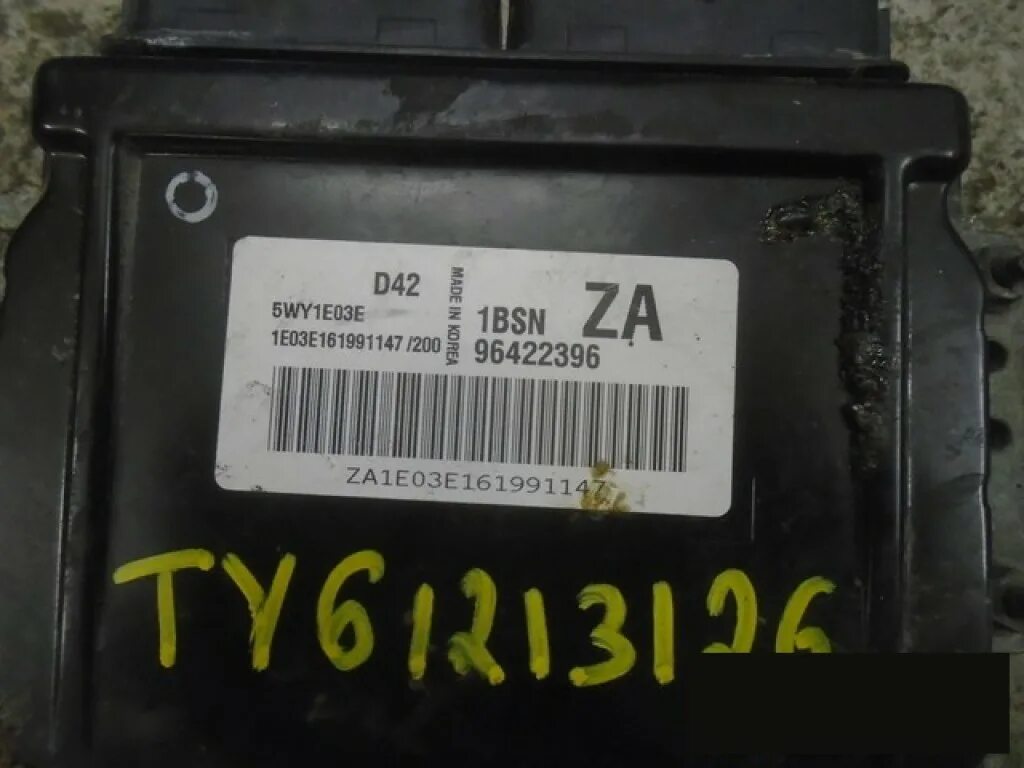 D42
5WY1E03E
1E03E161991147 /200
MADE IN KOREA
1BSN ZA
96422396
ZA1E03E161991147
TY61213126